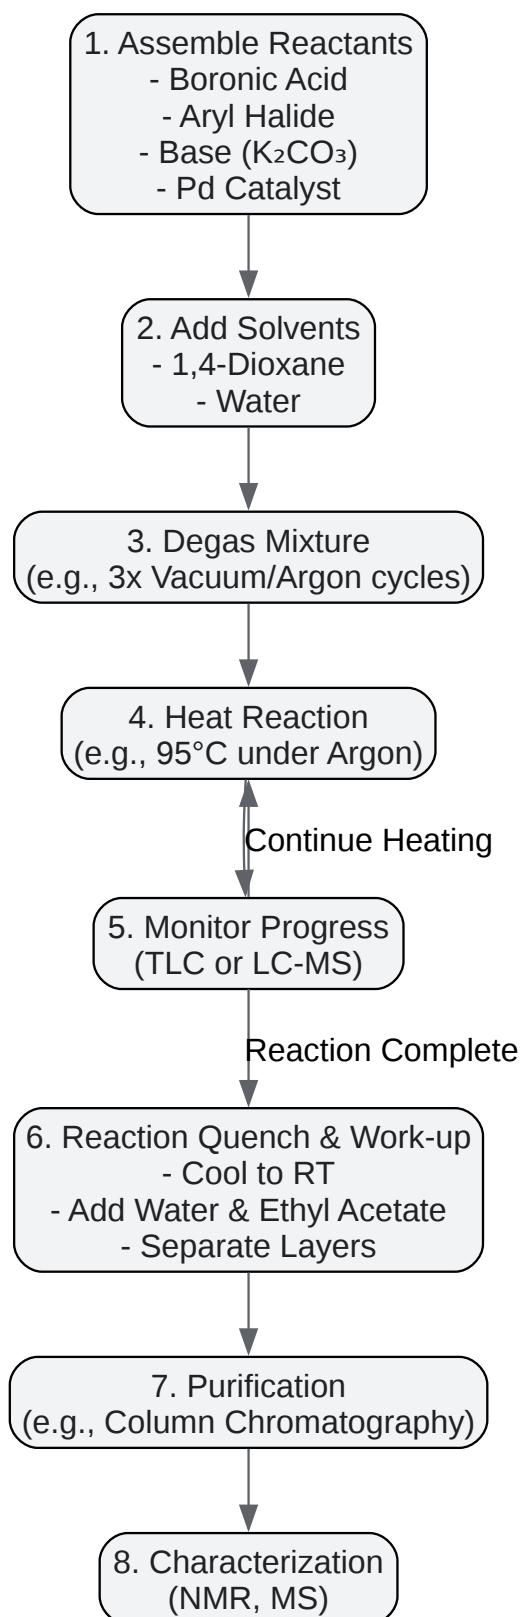 1. Assemble Reactants
- Boronic Acid
- Aryl Halide
- Base (K₂CO₃)
- Pd Catalyst
2. Add Solvents
- 1,4-Dioxane
- Water
3. Degas Mixture
(e.g., 3x Vacuum/Argon cycles)
4. Heat Reaction
(e.g., 95°C under Argon)
Continue Heating
5. Monitor Progress
(TLC or LC-MS)
Reaction Complete
6. Reaction Quench & Work-up
- Cool to RT
- Add Water & Ethyl Acetate
- Separate Layers
7. Purification
(e.g., Column Chromatography)
8. Characterization
(NMR, MS)